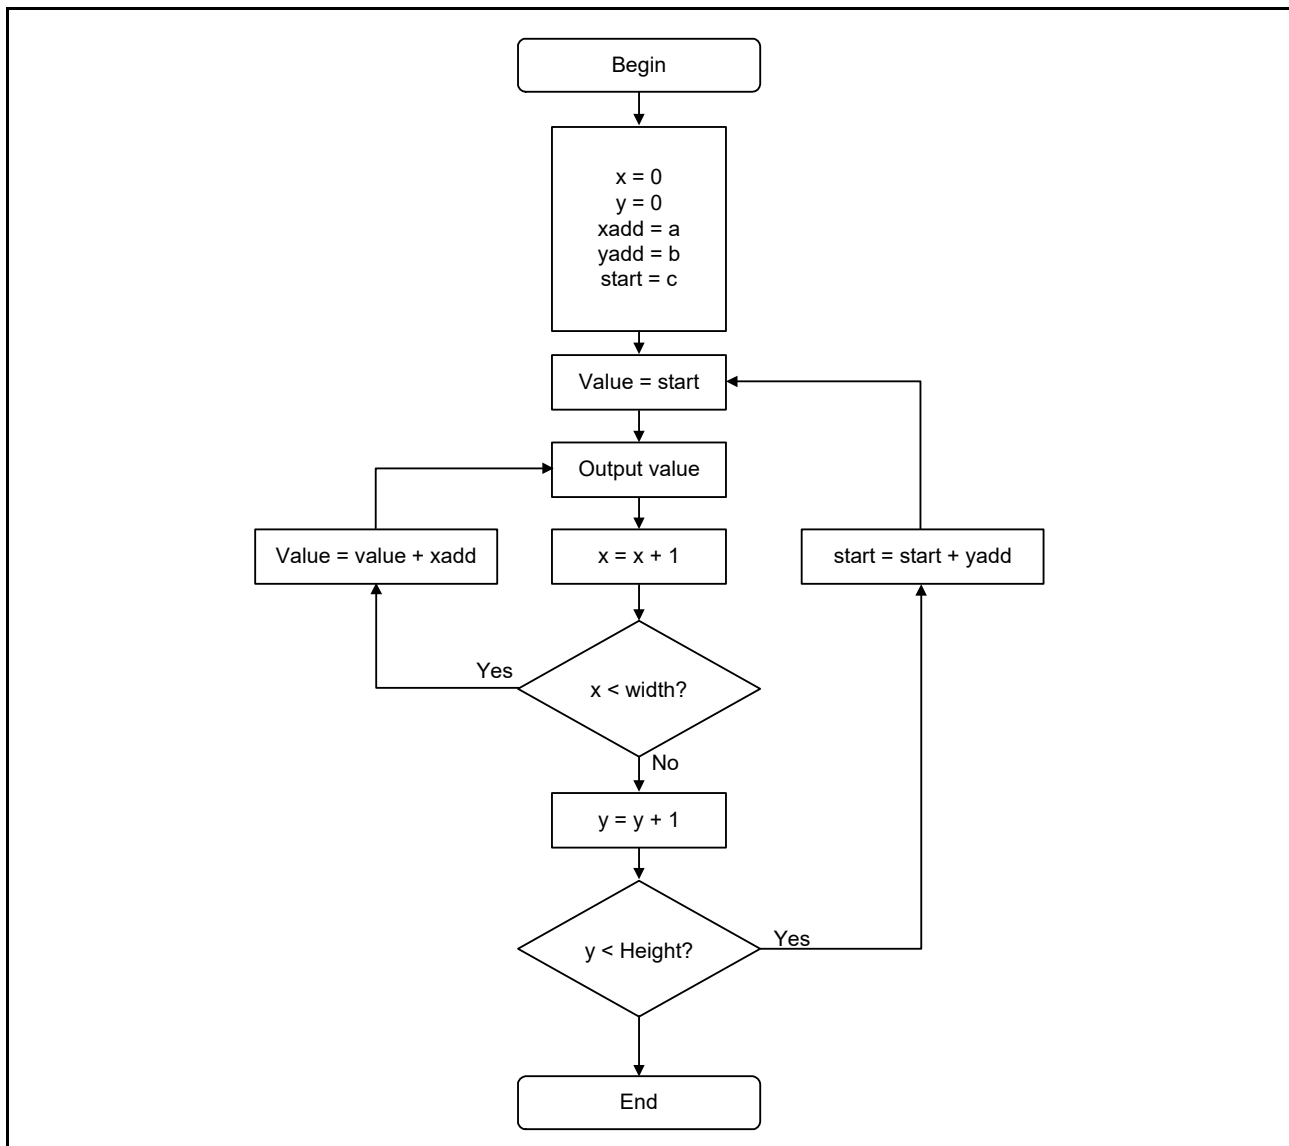 Begin
x = 0
y = 0
xadd = a
yadd = b
start = c
Value = start
Output value
Value = value + xadd
x = x + 1
start = start + yadd
Yes
x < width?
No
y = y + 1
y < Height?
Yes
End